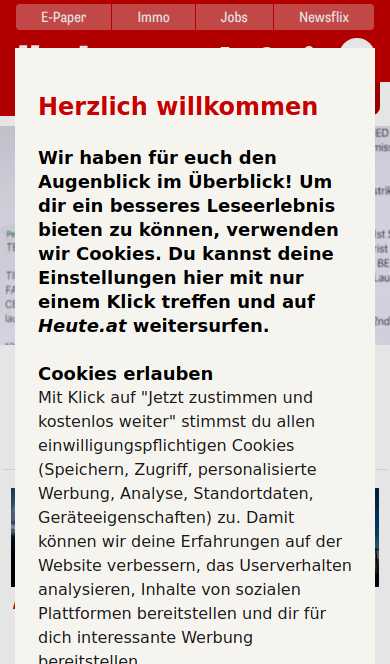 E-Paper
Immo
Jobs
Newsflix
Herzlich willkommen
Wir haben für euch den
Augenblick im Überblick! Um
dir ein besseres Leseerlebnis
bieten zu können, verwenden
wir Cookies. Du kannst deine
Einstellungen hier mit nur
einem Klick treffen und auf
Heute.at weitersurfen.
Cookies erlauben
Mit Klick auf "Jetzt zustimmen und
kostenlos weiter" stimmst du allen
einwilligungspflichtigen Cookies
(Speichern, Zugriff, personalisierte
Werbung, Analyse, Standortdaten,
Geräteeigenschaften) zu. Damit
können wir deine Erfahrungen auf der
Website verbessern, das Userverhalten
analysieren, Inhalte von sozialen
Plattformen bereitstellen und dir für
dich interessante Werbung
bereitstellen